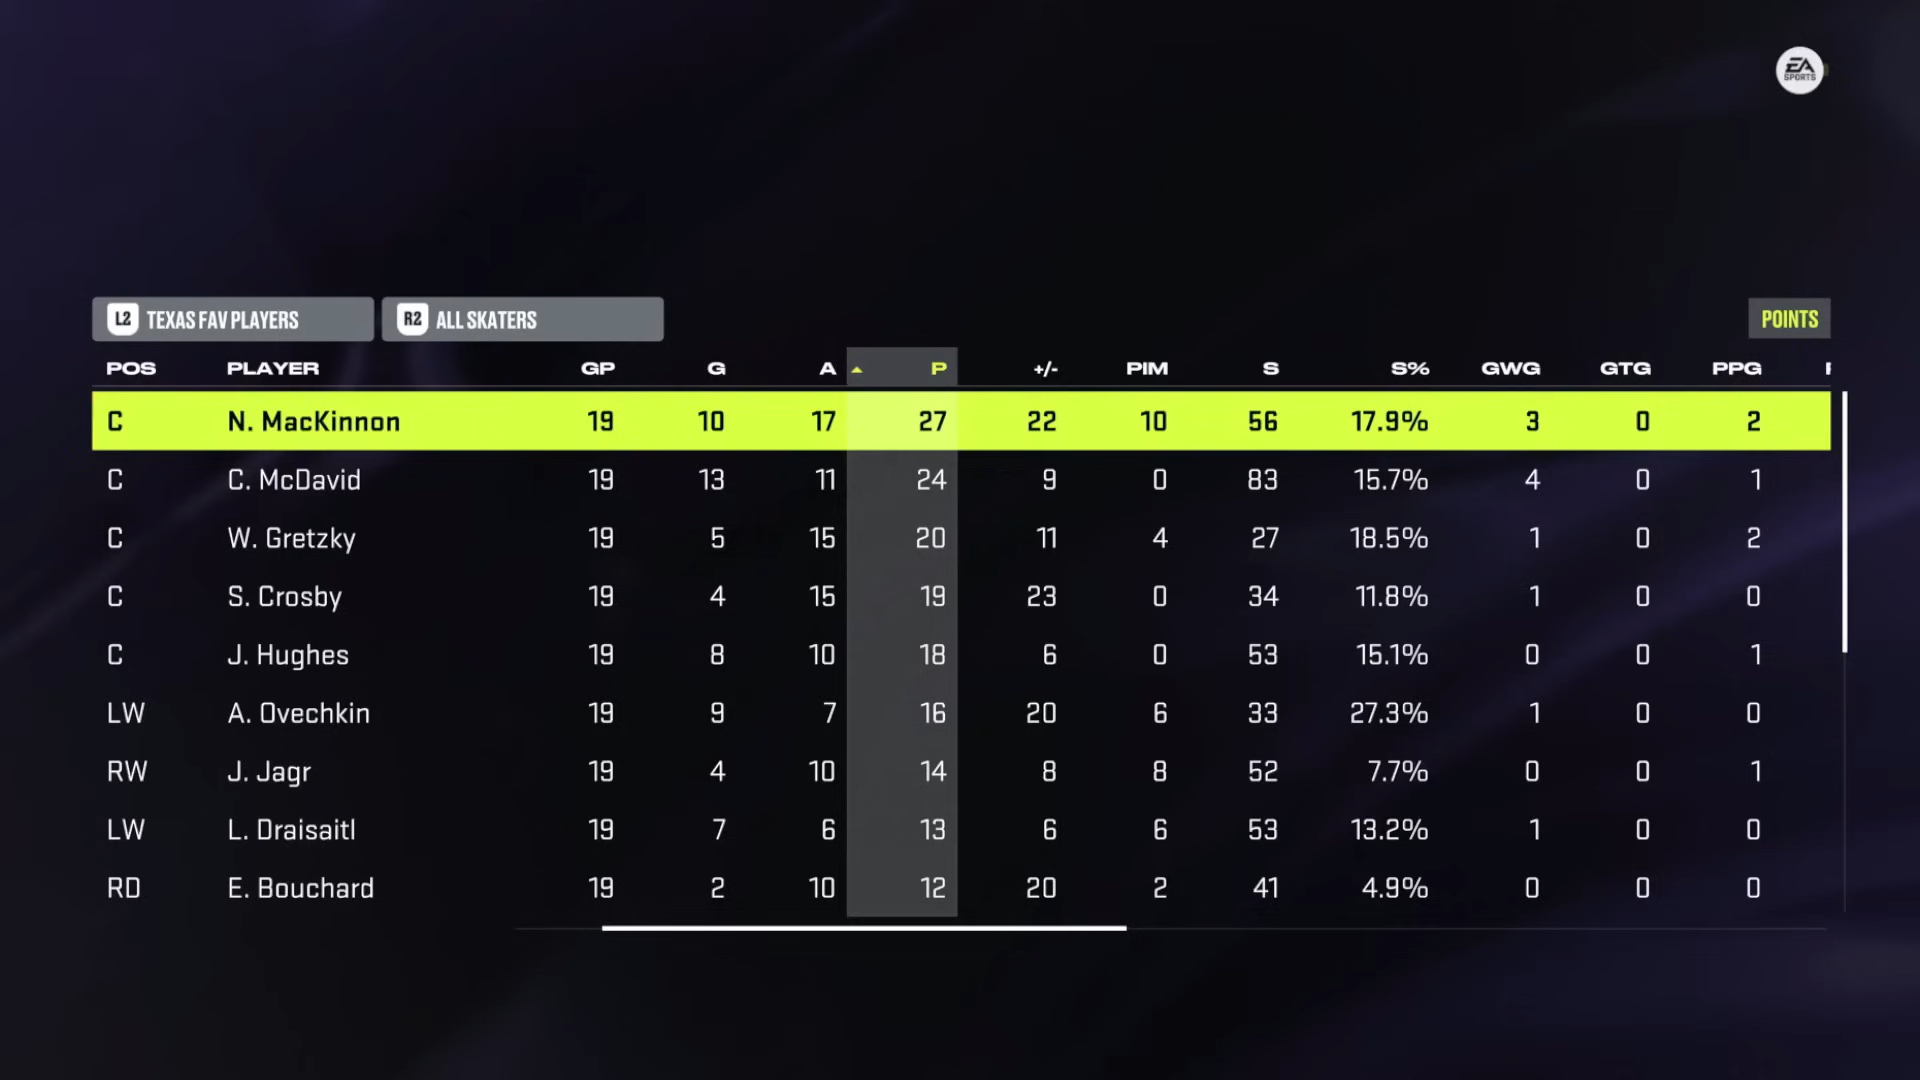 EA SPORTS
L2 TEXAS FAV PLAYERS R2 ALL SKATERS POINTS
POS PLAYER GP G A P +/- PIM S S% GWG GTG PPG
C N. MacKinnon 19 10 17 27 22 10 56 17.9% 3 0 2
C C. McDavid 19 13 11 24 9 0 83 15.7% 4 0 1
C W. Gretzky 19 5 15 20 11 4 27 18.5% 1 0 2
C S. Crosby 19 4 15 19 23 0 34 11.8% 1 0 0
C J. Hughes 19 8 10 18 6 0 53 15.1% 0 0 1
LW A. Ovechkin 19 9 7 16 20 6 33 27.3% 1 0 0
RW J. Jagr 19 4 10 14 8 8 52 7.7% 0 0 1
LW L. Draisaitl 19 7 6 13 6 6 53 13.2% 1 0 0
RD E. Bouchard 19 2 10 12 20 2 41 4.9% 0 0 0